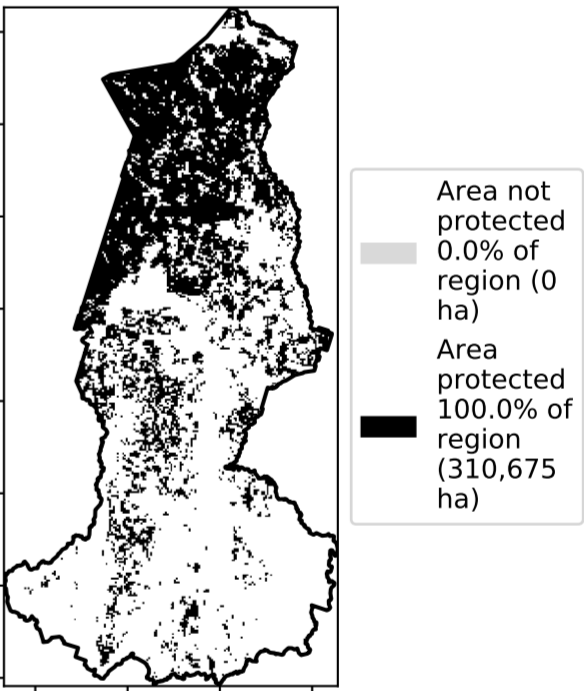 Area not
protected
0.0% of
region (0
ha)
Area
protected
100.0% of
region
(310,675
ha)